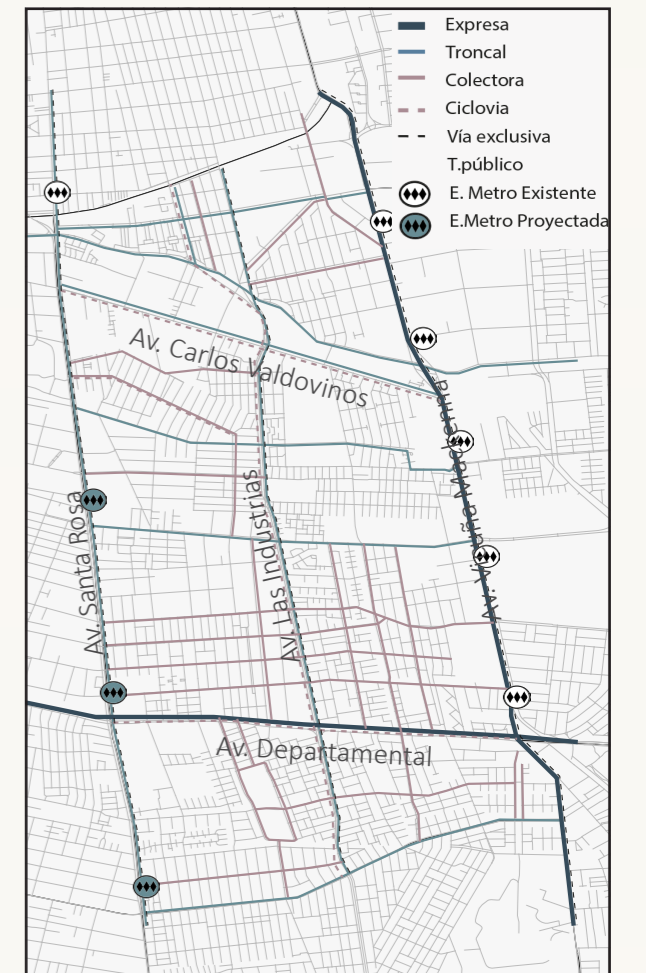 Expresa
Troncal
Colectora
Ciclovia
Vía exclusiva
T.público
E. Metro Existente
E.Metro Proyectada
Av. Carlos Valdovinos
Av. Vicuña Mackenna
Av. Santa Rosa
Av. Las Industrias
Av. Departamental